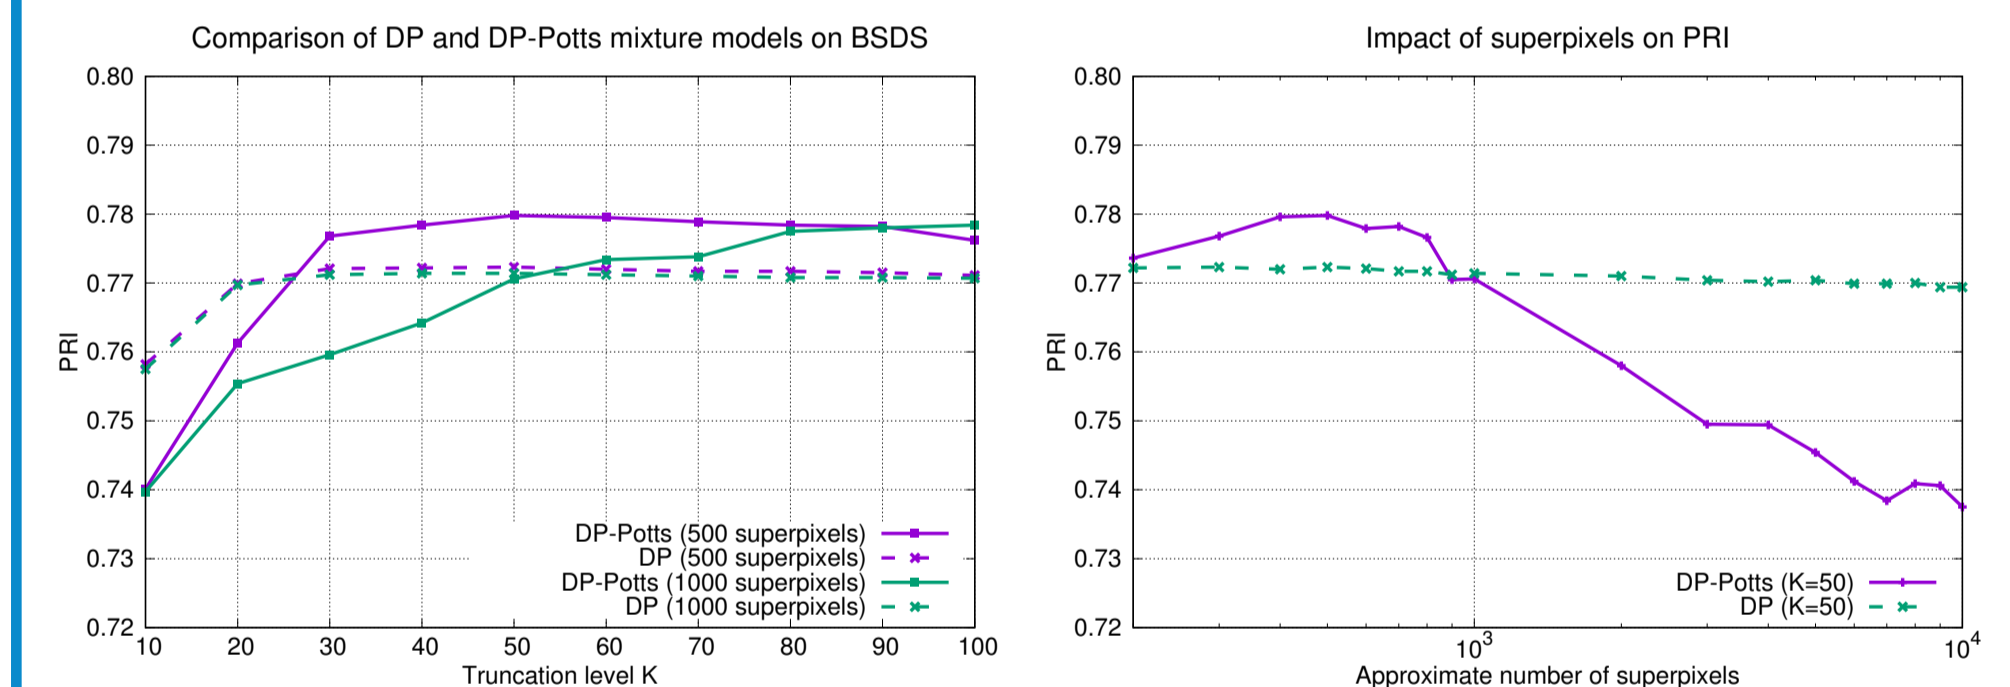 Comparison of DP and DP-Potts mixture models on BSDS
0.80
0.79
0.78
0.77
0.76
0.75
0.74
0.73
0.72
PRI
DP-Potts (500 superpixels)
DP (500 superpixels)
DP-Potts (1000 superpixels)
DP (1000 superpixels)
10 20 30 40 50 60 70 80 90 100
Truncation level K
Impact of superpixels on PRI
0.80
0.79
0.78
0.77
0.76
0.75
0.74
0.73
0.72
PRI
DP-Potts (K=50)
DP (K=50)
10³ 10⁴
Approximate number of superpixels